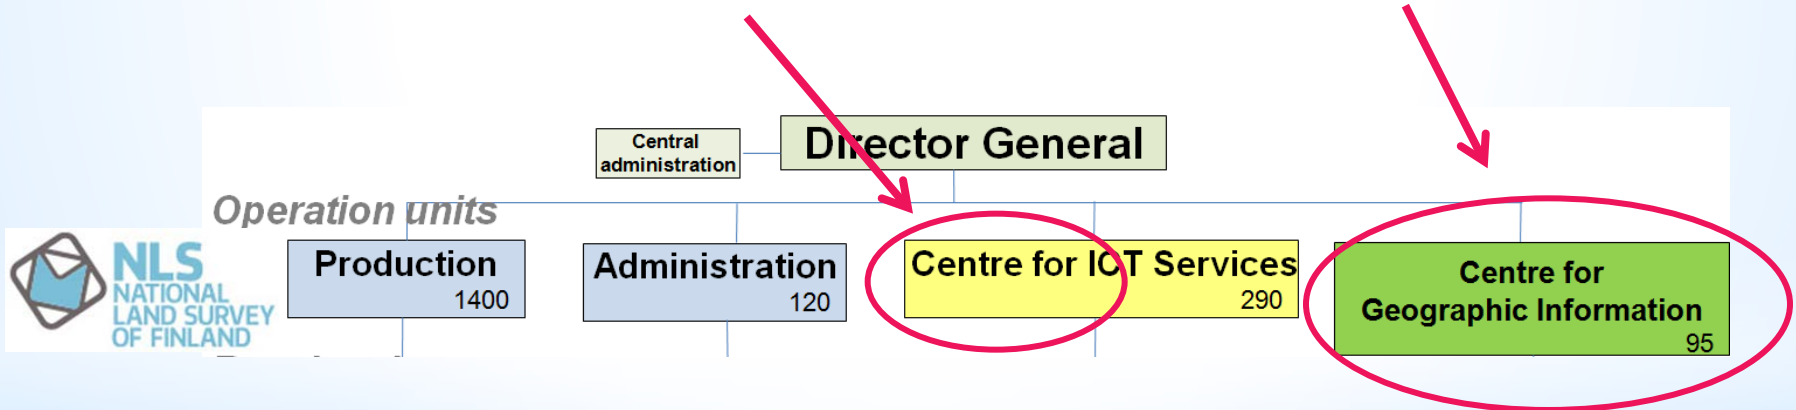 Central
administration
Director General
Operation units
NLS
NATIONAL
LAND SURVEY
OF FINLAND
Production
1400
Administration
120
Centre for ICT Services
290
Centre for
Geographic Information
95